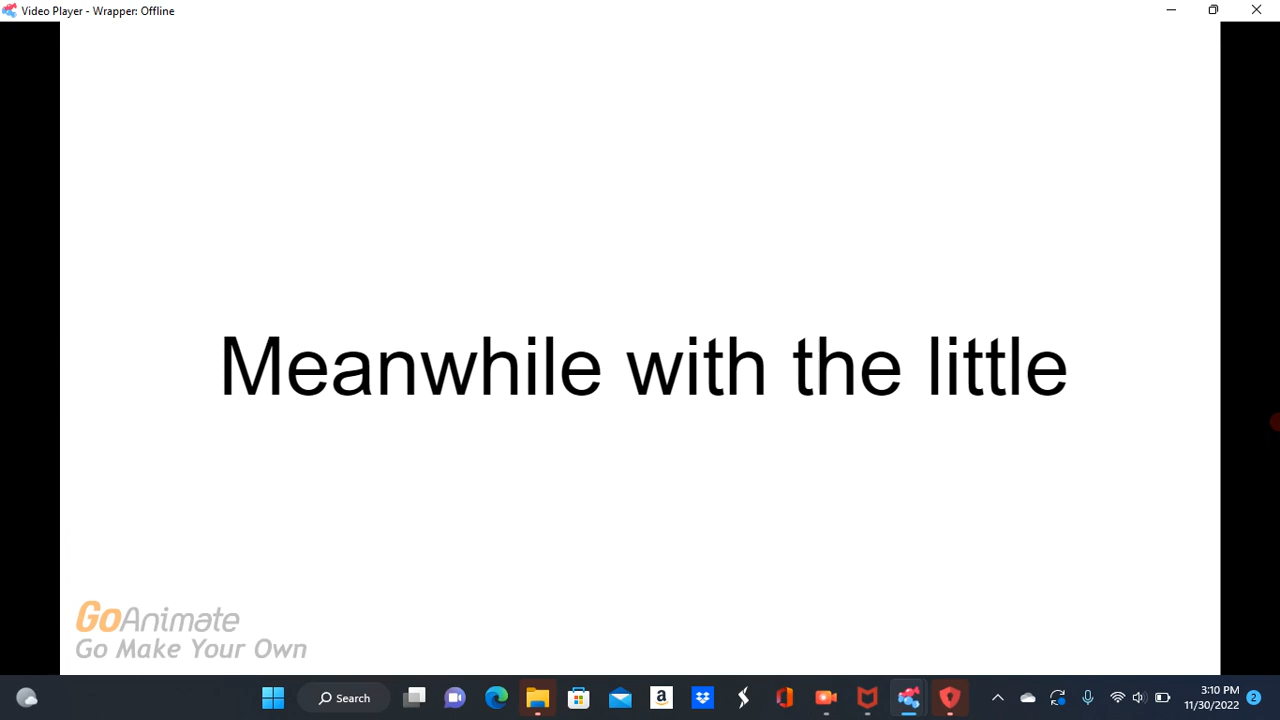 Video Player - Wrapper: Offline
Meanwhile with the little
GoAnimate
Go Make Your Own
Search
a
3:10 PM
11/30/2022
2